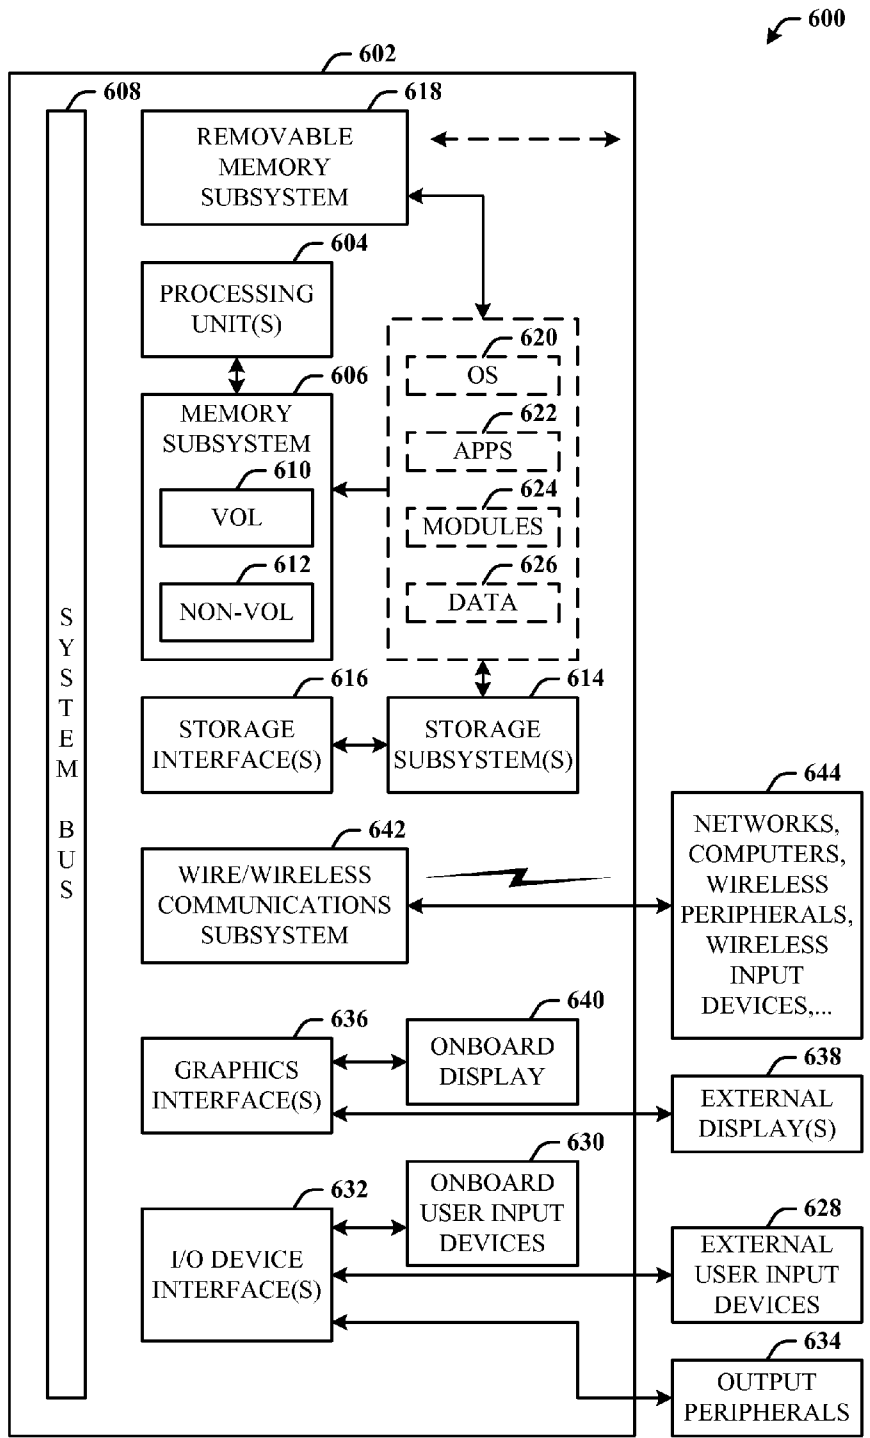 600
602
608
618
REMOVABLE
MEMORY
SUBSYSTEM
604
PROCESSING
UNIT(S)
606
MEMORY
SUBSYSTEM
610
VOL
612
NON-VOL
620
OS
622
APPS
624
MODULES
626
DATA
SYSTEM BUS
616
STORAGE
INTERFACE(S)
614
STORAGE
SUBSYSTEM(S)
642
WIRE/WIRELESS
COMMUNICATIONS
SUBSYSTEM
644
NETWORKS,
COMPUTERS,
WIRELESS
PERIPHERALS,
WIRELESS
INPUT
DEVICES,...
636
GRAPHICS
INTERFACE(S)
640
ONBOARD
DISPLAY
638
EXTERNAL
DISPLAY(S)
632
I/O DEVICE
INTERFACE(S)
630
ONBOARD
USER INPUT
DEVICES
628
EXTERNAL
USER INPUT
DEVICES
634
OUTPUT
PERIPHERALS